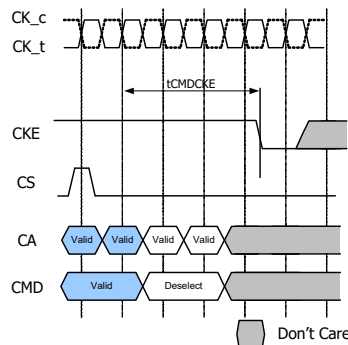 CK_c
CK_t
tCMDCKE
CKE
CS
CA Valid Valid Valid Valid
CMD Valid Deselect
Don't Care